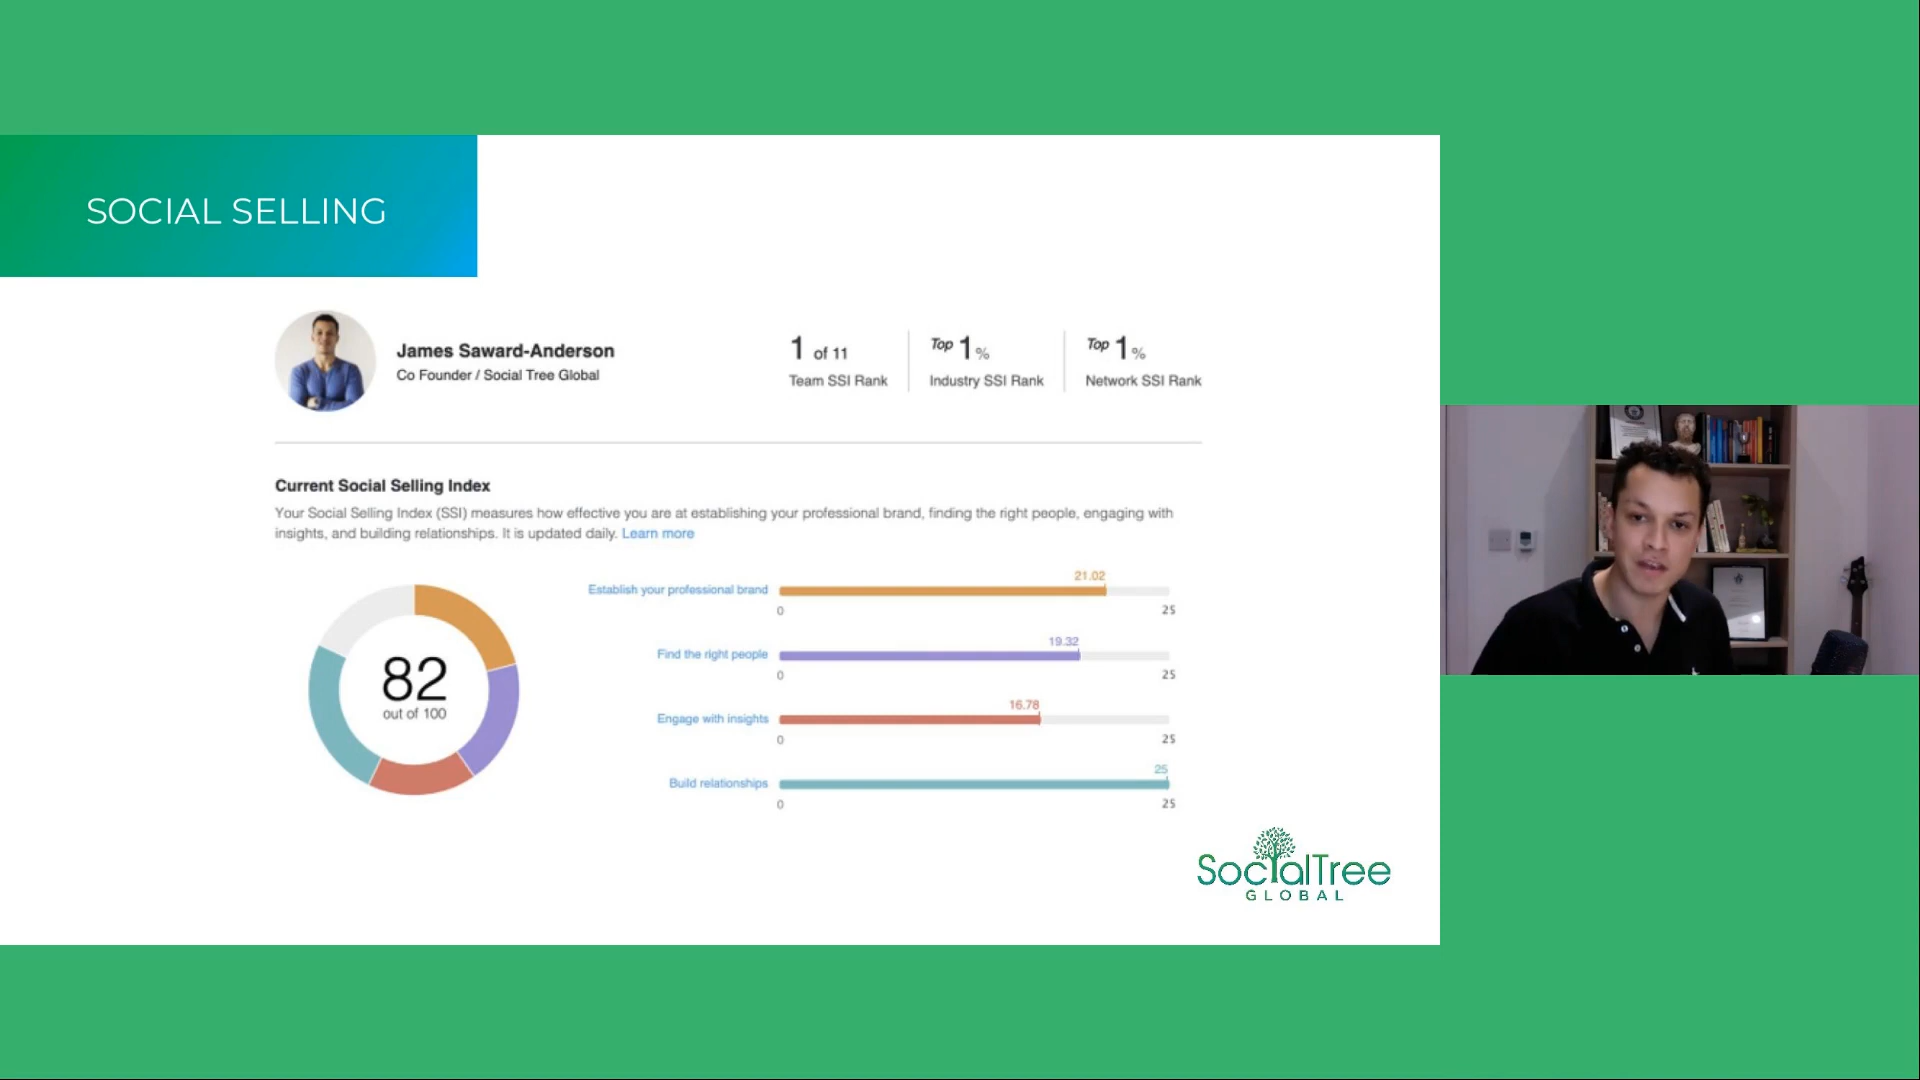 SOCIAL SELLING
James Saward-Anderson
Co Founder / Social Tree Global
1 of 11
Team SSI Rank
Top 1%
Industry SSI Rank
Top 1%
Network SSI Rank
Current Social Selling Index
Your Social Selling Index (SSI) measures how effective you are at establishing your professional brand, finding the right people, engaging with
insights, and building relationships. It is updated daily. Learn more
82
out of 100
21.02
Establish your professional brand
0 25
19.32
Find the right people
0 25
16.78
Engage with insights
0 25
25
Build relationships
0 25
SocialTree
GLOBAL